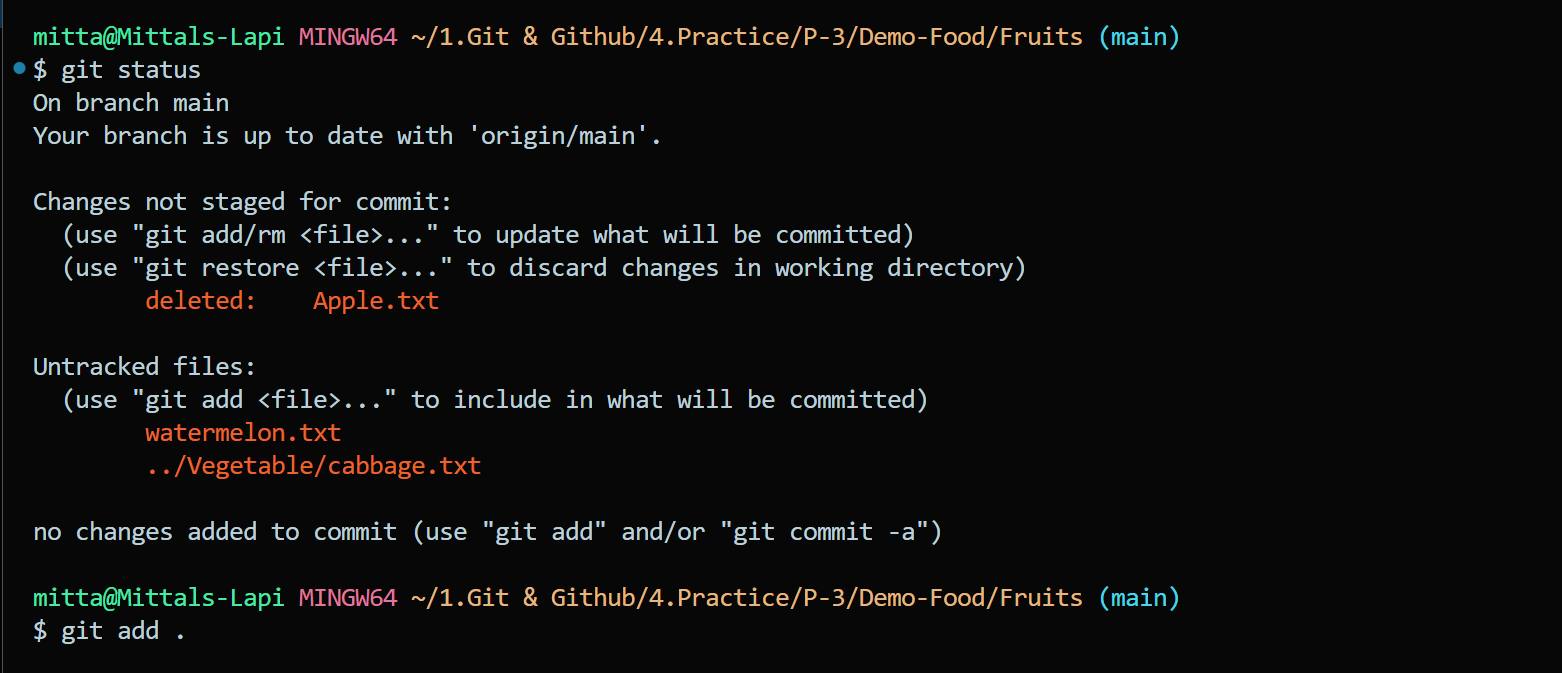 mitta@Mittals-Lapi MINGW64 ~/1.Git & Github/4.Practice/P-3/Demo-Food/Fruits (main)
$ git status
On branch main
Your branch is up to date with 'origin/main'.
Changes not staged for commit:
  (use "git add/rm <file>..." to update what will be committed)
  (use "git restore <file>..." to discard changes in working directory)
        deleted:    Apple.txt
Untracked files:
  (use "git add <file>..." to include in what will be committed)
        watermelon.txt
        ../Vegetable/cabbage.txt
no changes added to commit (use "git add" and/or "git commit -a")
mitta@Mittals-Lapi MINGW64 ~/1.Git & Github/4.Practice/P-3/Demo-Food/Fruits (main)
$ git add .